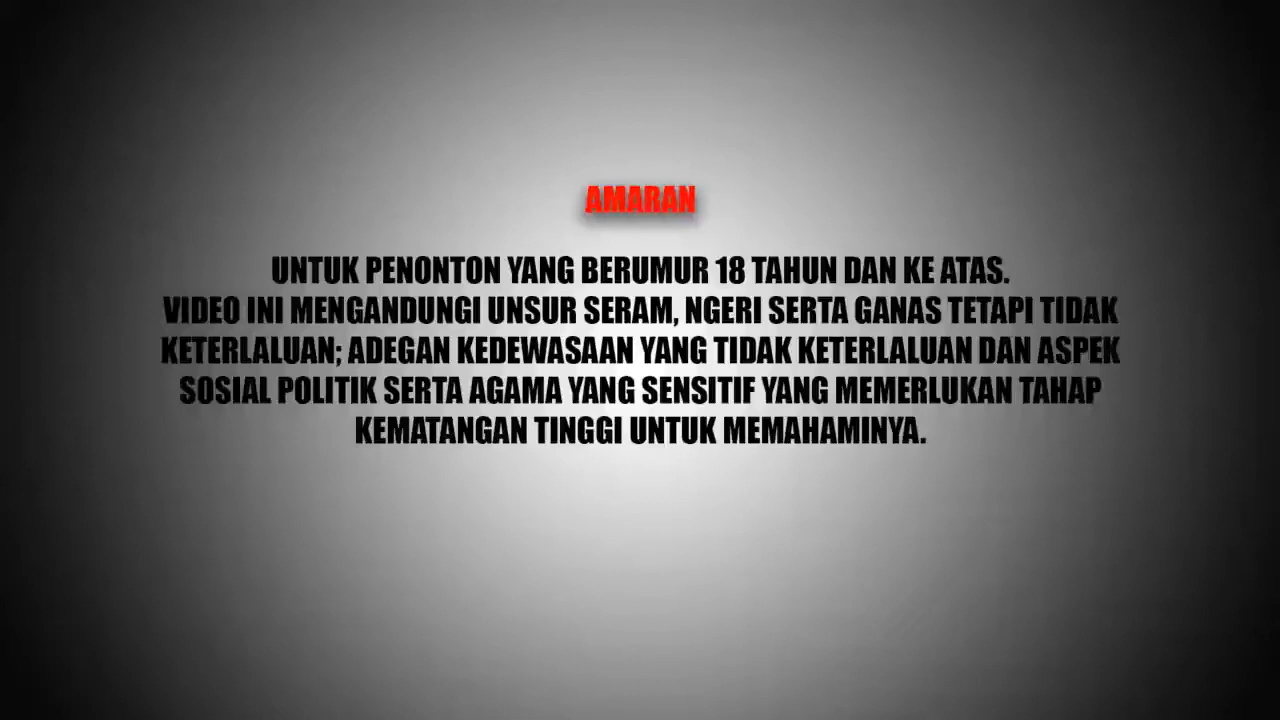 AMARAN
UNTUK PENONTON YANG BERUMUR 18 TAHUN DAN KE ATAS.
VIDEO INI MENGANDUNGI UNSUR SERAM, NGERI SERTA GANAS TETAPI TIDAK
KETERLALUAN; ADEGAN KEDEWASAAN YANG TIDAK KETERLALUAN DAN ASPEK
SOSIAL POLITIK SERTA AGAMA YANG SENSITIF YANG MEMERLUKAN TAHAP
KEMATANGAN TINGGI UNTUK MEMAHAMINYA.